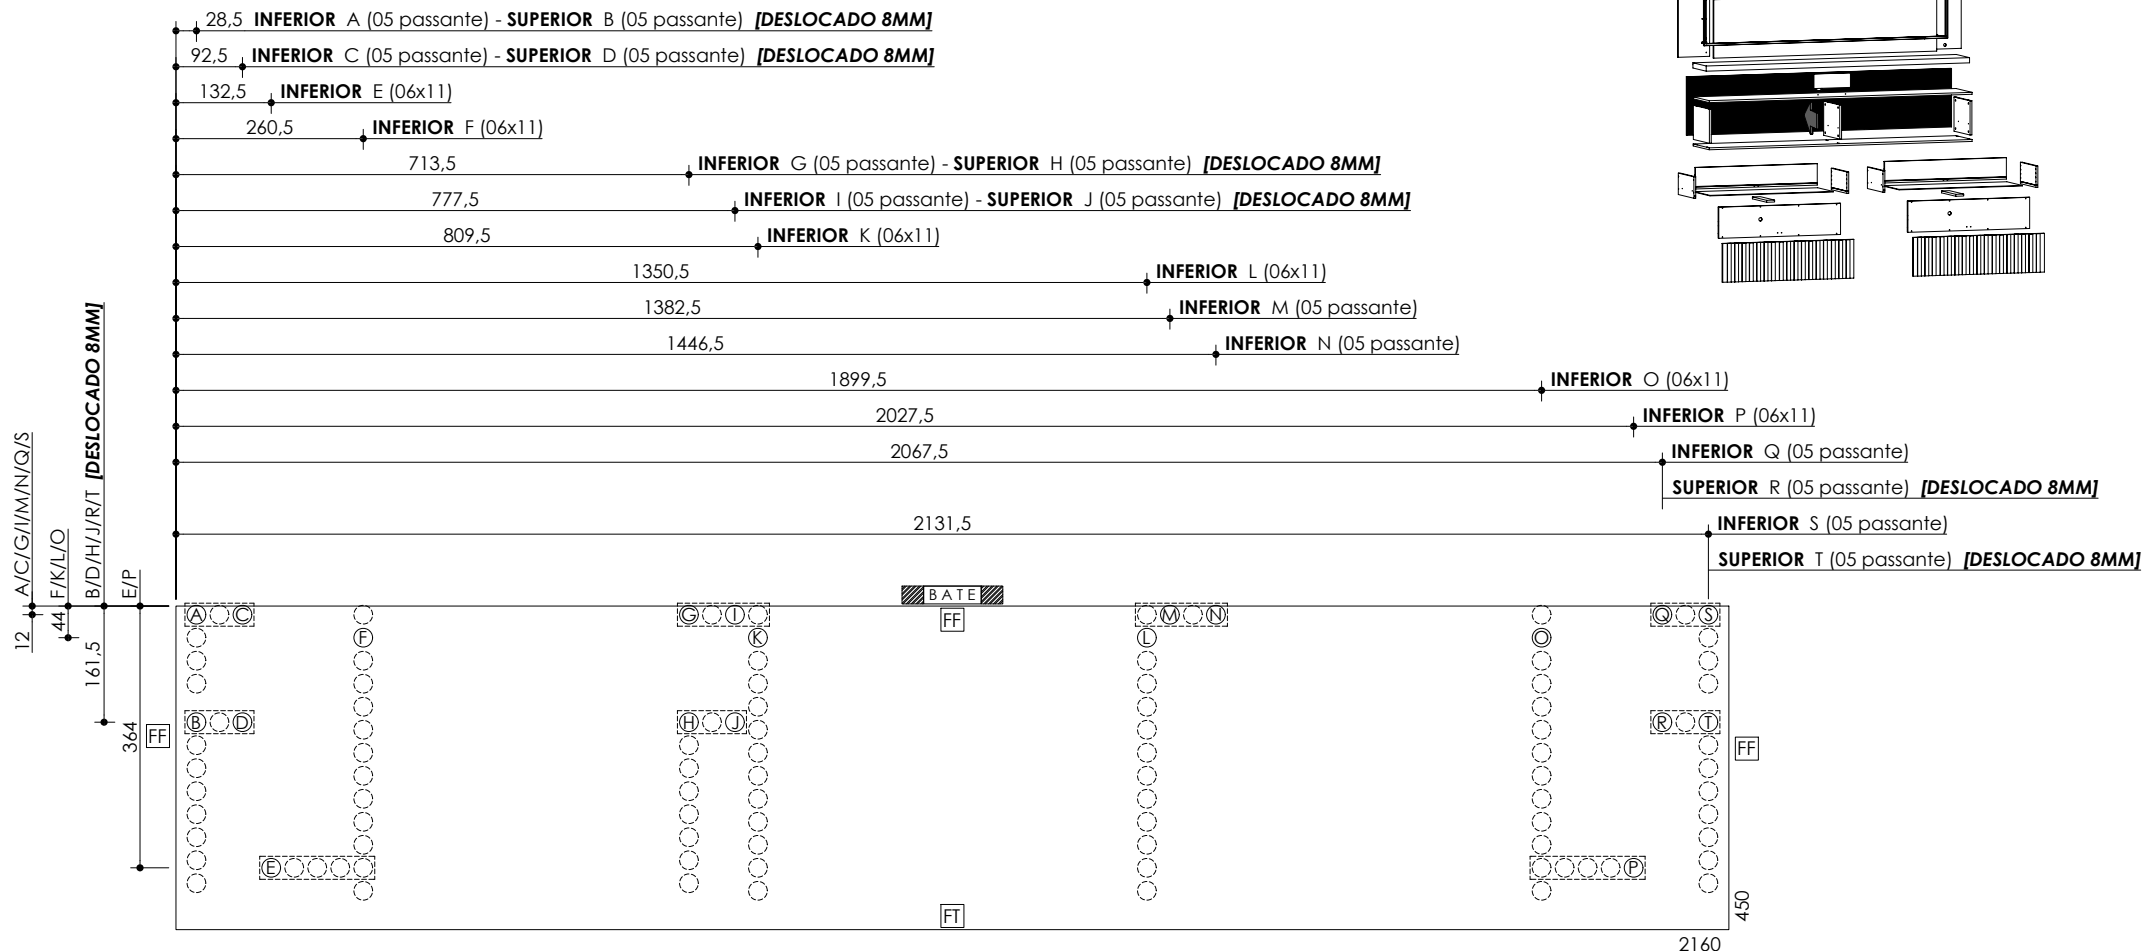 28,5 INFERIOR A (05 passante) - SUPERIOR B (05 passante) [DESLOCADO 8MM]
92,5 INFERIOR C (05 passante) - SUPERIOR D (05 passante) [DESLOCADO 8MM]
132,5 INFERIOR E (06x11)
260,5 INFERIOR F (06x11)
713,5 INFERIOR G (05 passante) - SUPERIOR H (05 passante) [DESLOCADO 8MM]
777,5 INFERIOR I (05 passante) - SUPERIOR J (05 passante) [DESLOCADO 8MM]
809,5 INFERIOR K (06x11)
1350,5 INFERIOR L (06x11)
1382,5 INFERIOR M (05 passante)
1446,5 INFERIOR N (05 passante)
1899,5 INFERIOR O (06x11)
2027,5 INFERIOR P (06x11)
2067,5 INFERIOR Q (05 passante)
SUPERIOR R (05 passante) [DESLOCADO 8MM]
2131,5 INFERIOR S (05 passante)
SUPERIOR T (05 passante) [DESLOCADO 8MM]
A/C/G/I/M/N/Q/S
12
F/K/L/O
44
B/D/H/J/R/T [DESLOCADO 8MM]
161,5
E/P
364
BATE
FF
A C G I M N Q S
F K L O
B D H J R T
FF
FF
E P
FT
450
2160